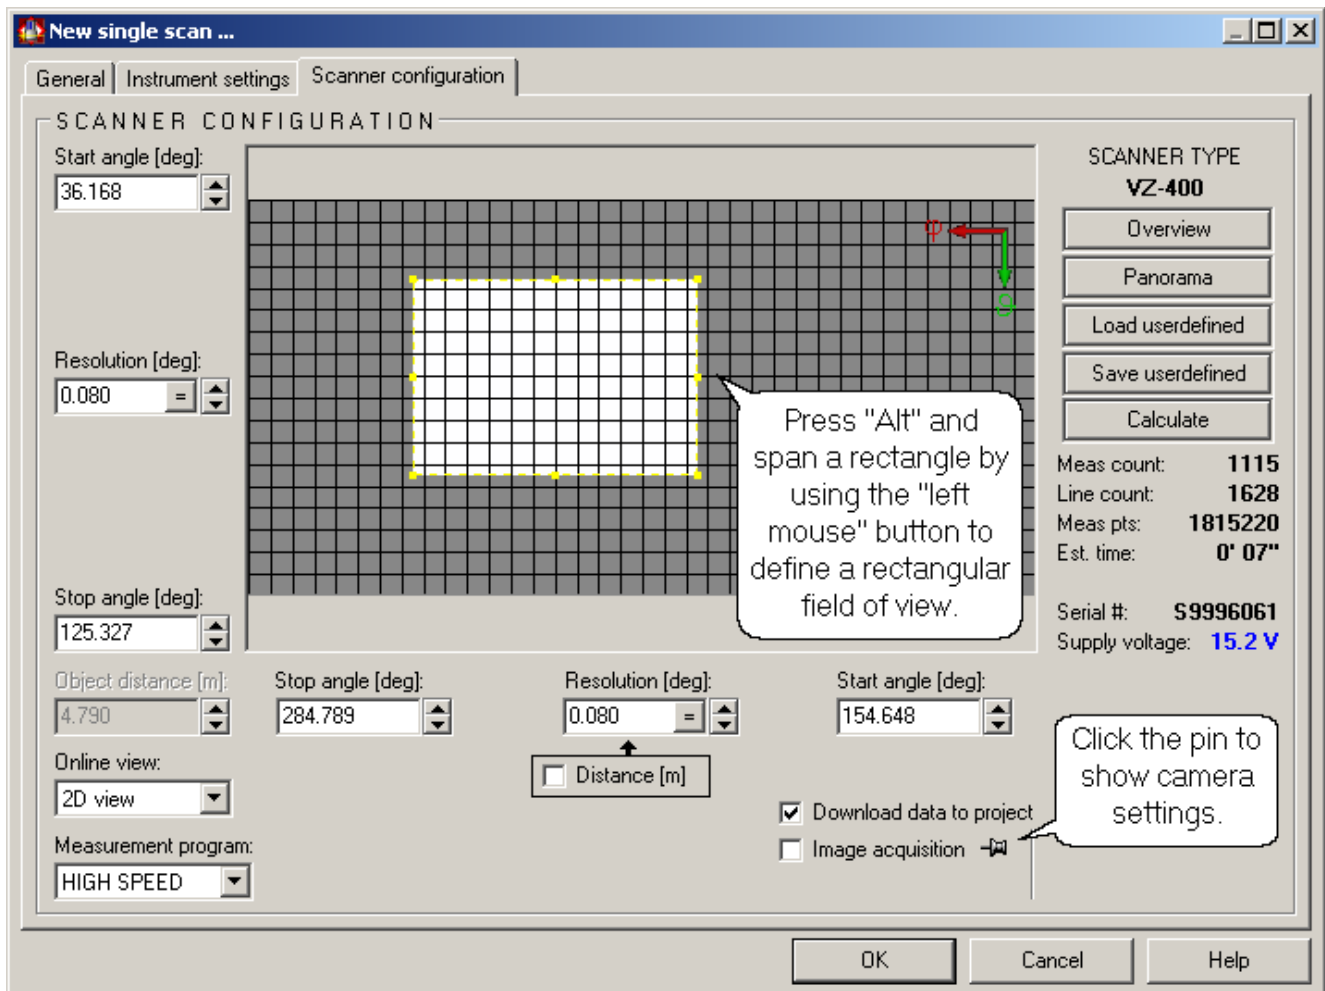 New single scan ...
General
Instrument settings
Scanner configuration
SCANNER CONFIGURATION
Start angle [deg]:
36.168
Resolution [deg]:
0.080
=
Stop angle [deg]:
125.327
Object distance [m]:
4.790
Online view:
2D view
Measurement program:
HIGH SPEED
φ
ϑ
Press "Alt" and
span a rectangle by
using the "left
mouse" button to
define a rectangular
field of view.
Stop angle [deg]:
284.789
Resolution [deg]:
0.080
=
Distance [m]
Start angle [deg]:
154.648
Download data to project
Image acquisition
SCANNER TYPE
VZ-400
Overview
Panorama
Load userdefined
Save userdefined
Calculate
Meas count: 1115
Line count: 1628
Meas pts: 1815220
Est. time: 0' 07"
Serial #: S9996061
Supply voltage: 15.2 V
Click the pin to
show camera
settings.
OK
Cancel
Help